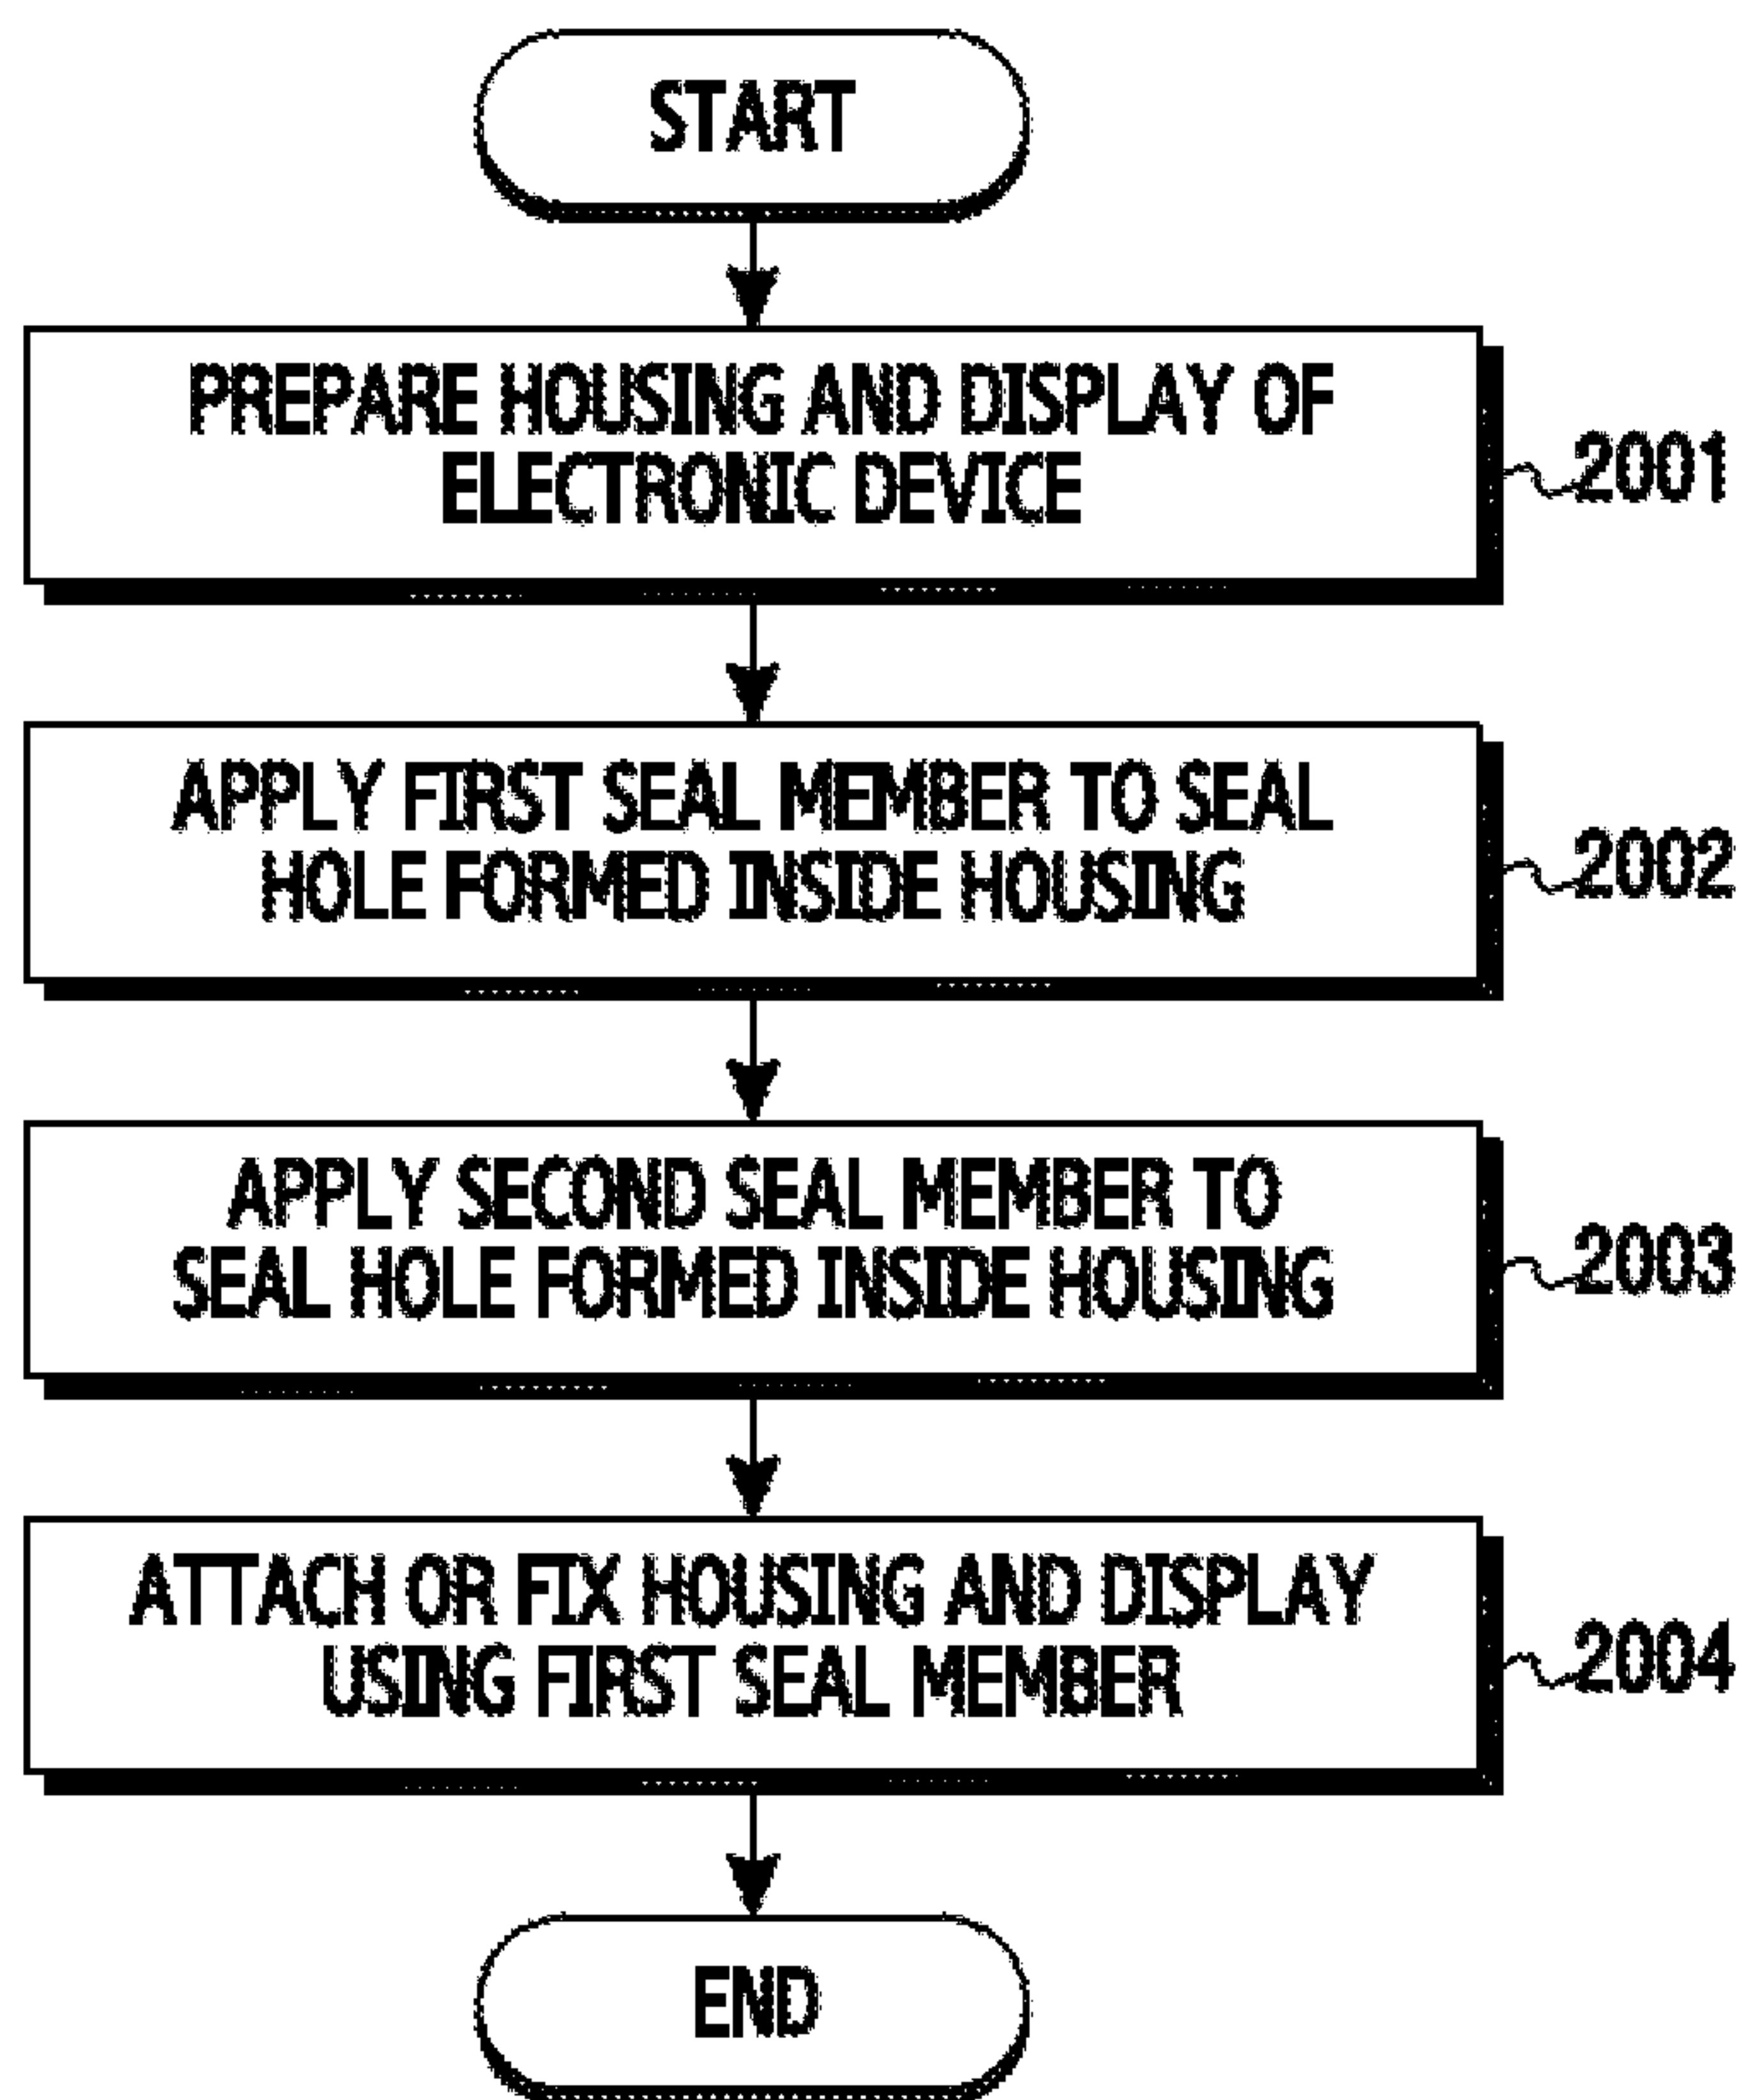 START
PREPARE HOUSING AND DISPLAY OF
ELECTRONIC DEVICE
2001
APPLY FIRST SEAL MEMBER TO SEAL
HOLE FORMED INSIDE HOUSING
2002
APPLY SECOND SEAL MEMBER TO
SEAL HOLE FORMED INSIDE HOUSING
2003
ATTACH OR FIX HOUSING AND DISPLAY
USING FIRST SEAL MEMBER
2004
END